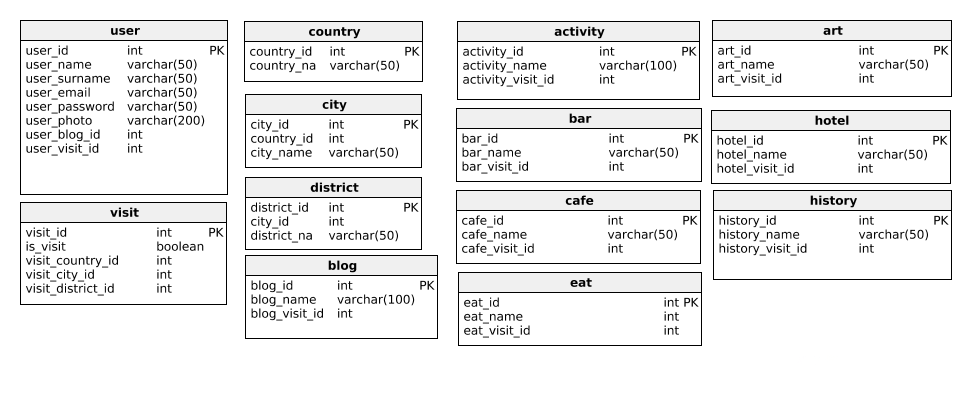 user
user_id int PK
user_name varchar(50)
user_surname varchar(50)
user_email varchar(50)
user_password varchar(50)
user_photo varchar(200)
user_blog_id int
user_visit_id int
visit
visit_id int PK
is_visit boolean
visit_country_id int
visit_city_id int
visit_district_id int
country
country_id int PK
country_na varchar(50)
city
city_id int PK
country_id int
city_name varchar(50)
district
district_id int PK
city_id int
district_na varchar(50)
blog
blog_id int PK
blog_name varchar(100)
blog_visit_id int
activity
activity_id int PK
activity_name varchar(100)
activity_visit_id int
bar
bar_id int PK
bar_name varchar(50)
bar_visit_id int
cafe
cafe_id int PK
cafe_name varchar(50)
cafe_visit_id int
eat
eat_id int PK
eat_name int
eat_visit_id int
art
art_id int PK
art_name varchar(50)
art_visit_id int
hotel
hotel_id int PK
hotel_name varchar(50)
hotel_visit_id int
history
history_id int PK
history_name varchar(50)
history_visit_id int